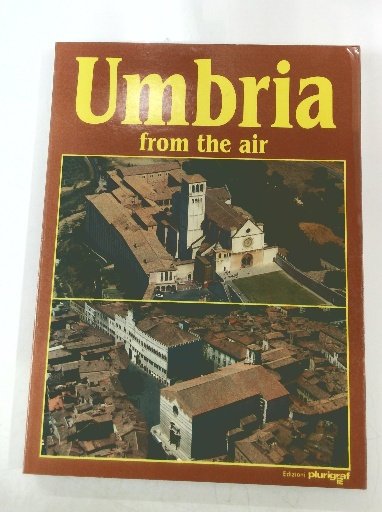 Umbria
from the air
Edizioni plurigraf